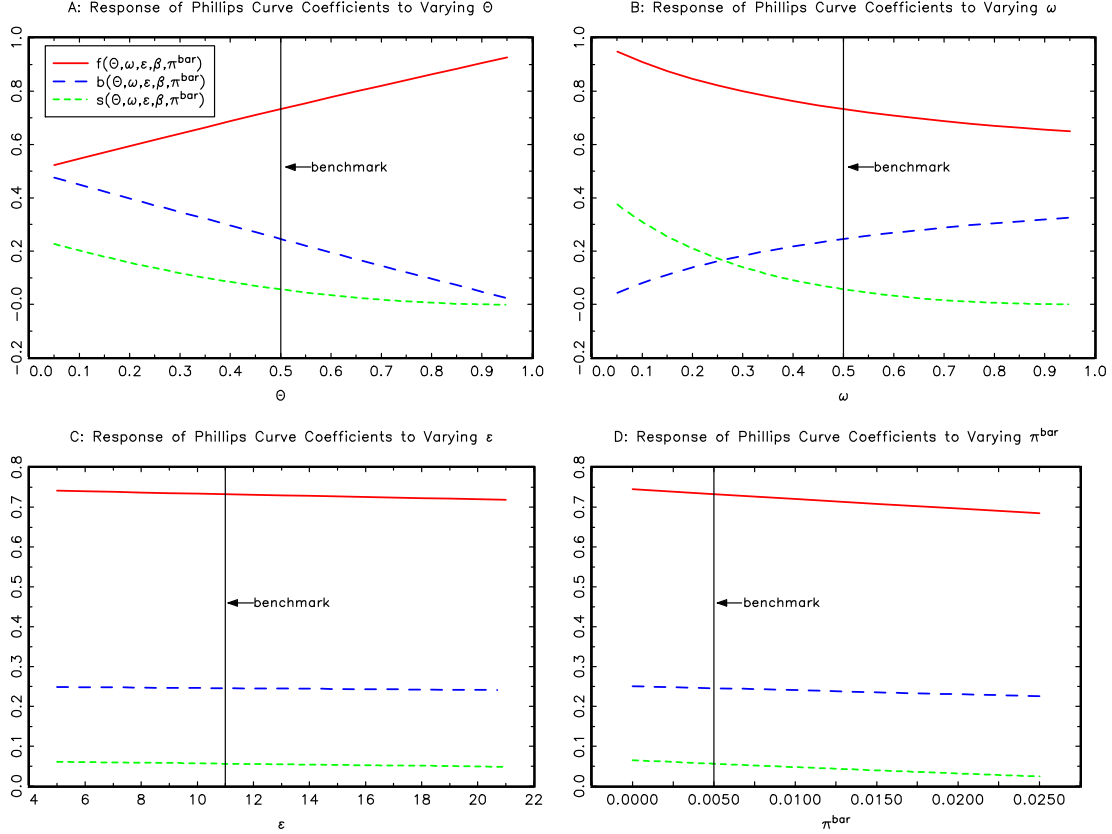 A: Response of Phillips Curve Coefficients to Varying Θ
1.0
0.8
0.6
0.4
0.2
−0.0
−0.2
f(Θ,ω,ε,β,π^bar)
b(Θ,ω,ε,β,π^bar)
s(Θ,ω,ε,β,π^bar)
benchmark
0.0 0.1 0.2 0.3 0.4 0.5 0.6 0.7 0.8 0.9 1.0
Θ
B: Response of Phillips Curve Coefficients to Varying ω
1.0
0.8
0.6
0.4
0.2
−0.0
−0.2
benchmark
0.0 0.1 0.2 0.3 0.4 0.5 0.6 0.7 0.8 0.9 1.0
ω
C: Response of Phillips Curve Coefficients to Varying ε
0.8
0.7
0.6
0.5
0.4
0.3
0.2
0.1
0.0
benchmark
4 6 8 10 12 14 16 18 20 22
ε
D: Response of Phillips Curve Coefficients to Varying π^bar
0.8
0.7
0.6
0.5
0.4
0.3
0.2
0.1
0.0
benchmark
0.0000 0.0050 0.0100 0.0150 0.0200 0.0250
π^bar